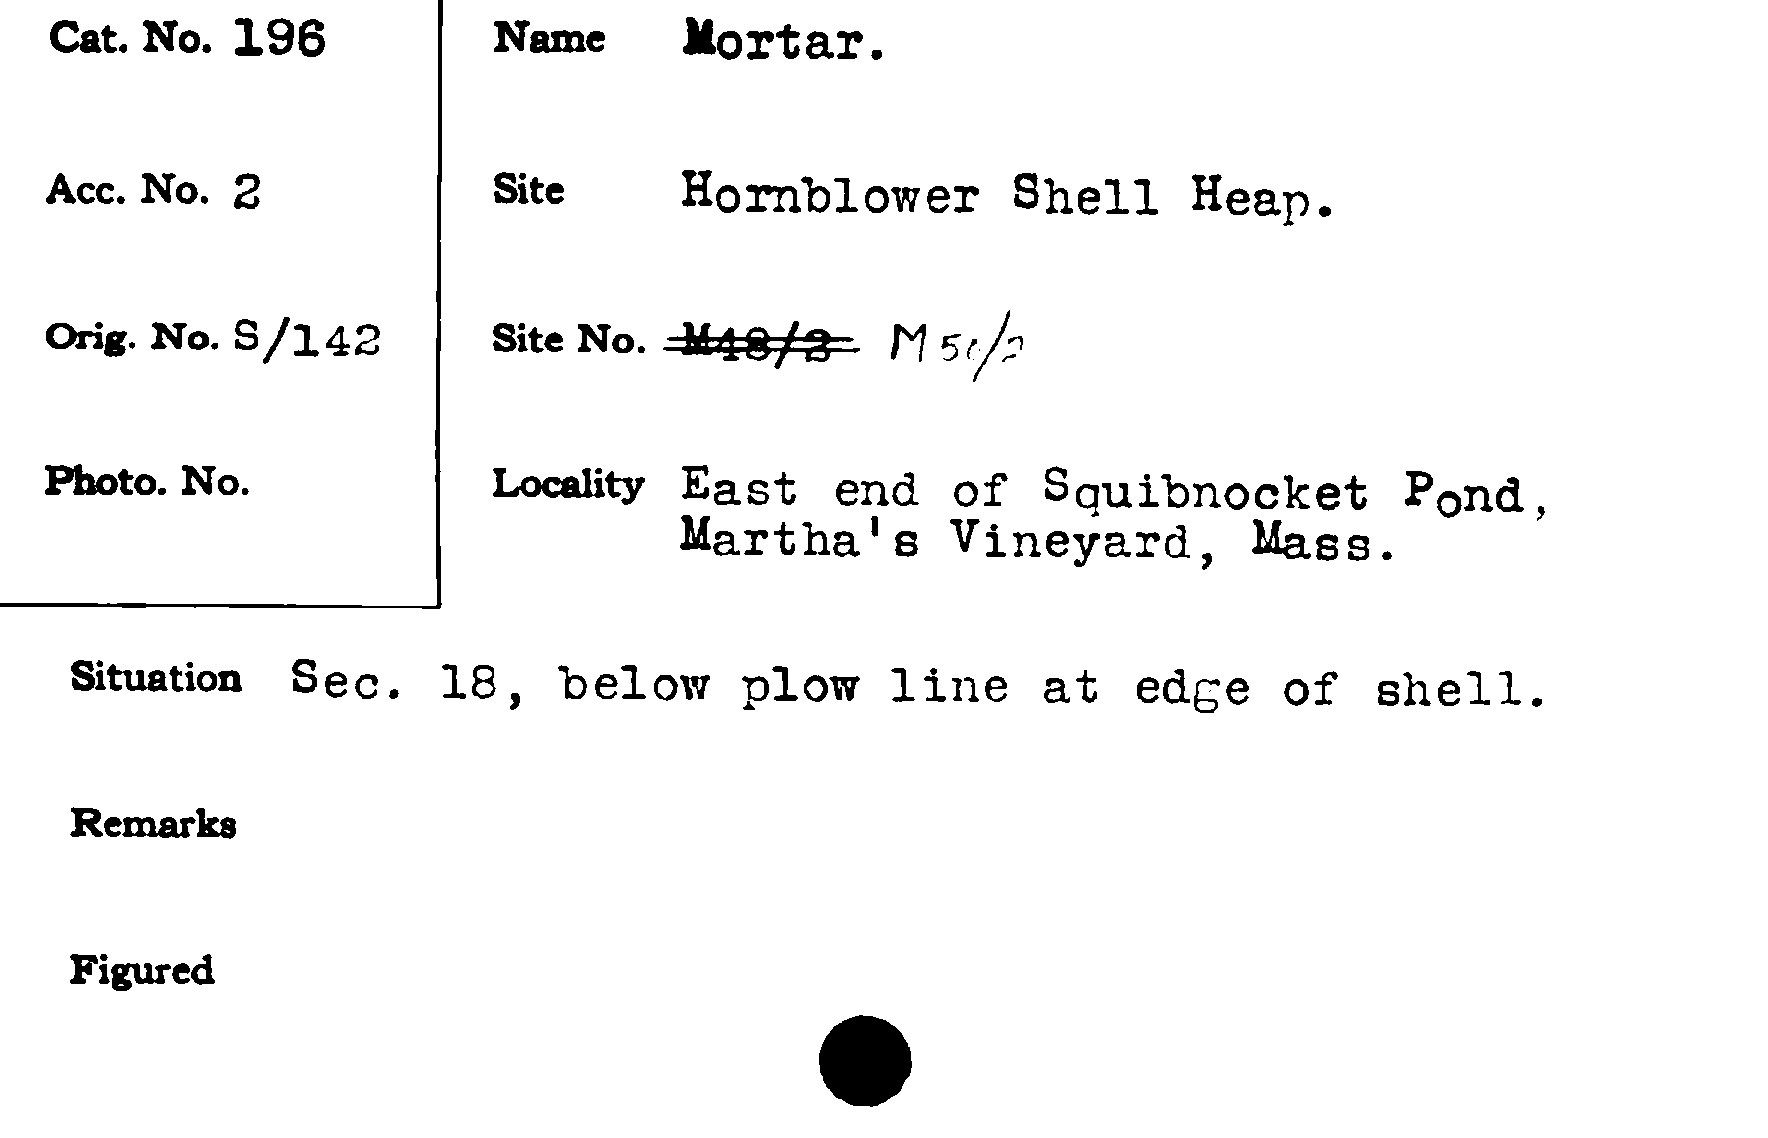 Cat. No. 196
Name Mortar.
Acc. No. 2
Site Hornblower Shell Heap.
Orig. No. S/142
Site No. M48/2
Photo. No.
Locality East end of Squibnocket Pond,
Martha's Vineyard, Mass.
Situation Sec. 18, below plow line at edge of shell.
Remarks
Figured